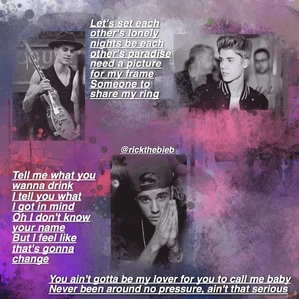 Let's set each
other's lonely
nights be each
other's paradise
need a picture
for my frame
Someone to
share my ring
@rickthebieb
Tell me what you
wanna drink
I tell you what
I got in mind
Oh I don't know
your name
But I feel like
that's gonna
change
You ain't gotta be my lover for you to call me baby
Never been around no pressure, ain't that serious